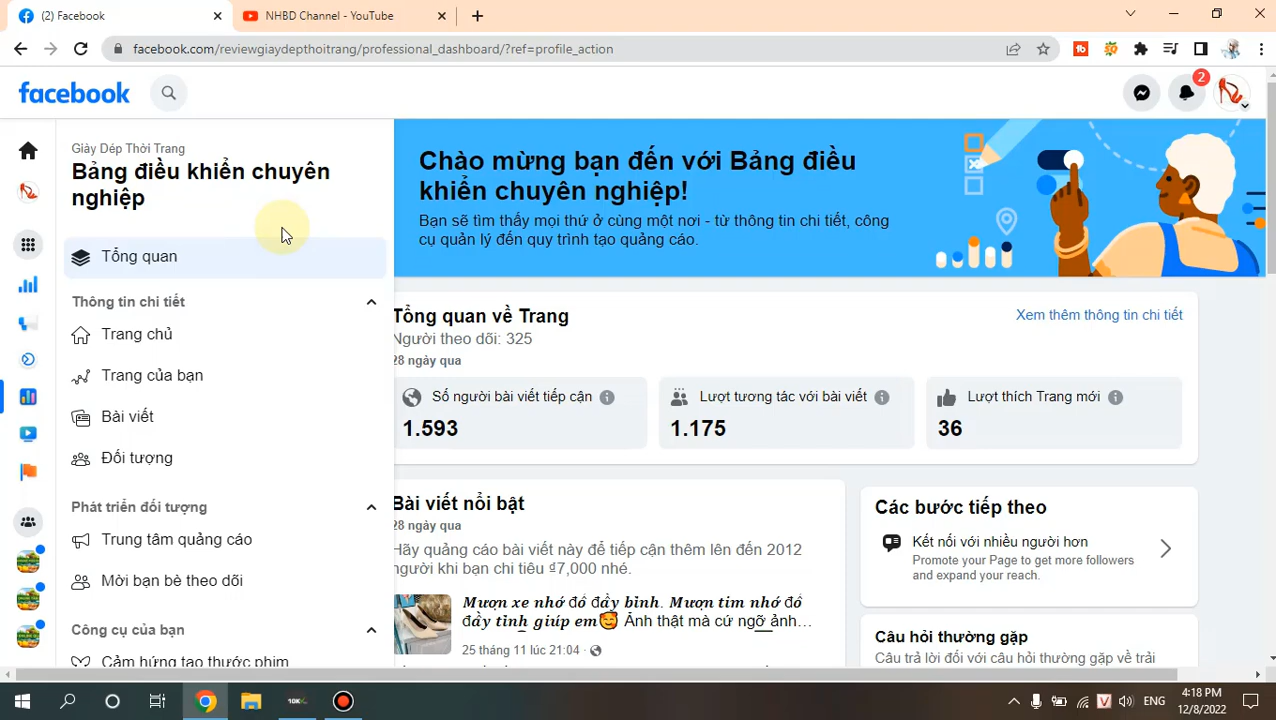 (2) Facebook
NHBD Channel - YouTube
facebook.com/reviewgiaydepthoitrang/professional_dashboard/?ref=profile_action
facebook
2
Giày Dép Thời Trang
Bảng điều khiển chuyên
nghiệp
Tổng quan
Thông tin chi tiết
Trang chủ
Trang của bạn
Bài viết
Đối tượng
Phát triển đối tượng
Trung tâm quảng cáo
Mời bạn bè theo dõi
Công cụ của bạn
Cảm hứng tạo thước phim
Chào mừng bạn đến với Bảng điều
khiển chuyên nghiệp!
Bạn sẽ tìm thấy mọi thứ ở cùng một nơi - từ thông tin chi tiết, công
cụ quản lý đến quy trình tạo quảng cáo.
Tổng quan về Trang
Xem thêm thông tin chi tiết
Người theo dõi: 325
28 ngày qua
Số người bài viết tiếp cận
1.593
Lượt tương tác với bài viết
1.175
Lượt thích Trang mới
36
Bài viết nổi bật
28 ngày qua
Hãy quảng cáo bài viết này để tiếp cận thêm lên đến 2012
người khi bạn chi tiêu ₫7,000 nhé.
Mượn xe nhớ đổ đầy bình. Mượn tim nhớ đổ
đầy tình giúp em🥰 Ảnh thật mà cứ ngỡ ảnh...
25 tháng 11 lúc 21:04 ·
Các bước tiếp theo
Kết nối với nhiều người hơn
Promote your Page to get more followers
and expand your reach.
Câu hỏi thường gặp
Câu trả lời đối với câu hỏi thường gặp về trải
10K
V
ENG
4:18 PM
12/8/2022